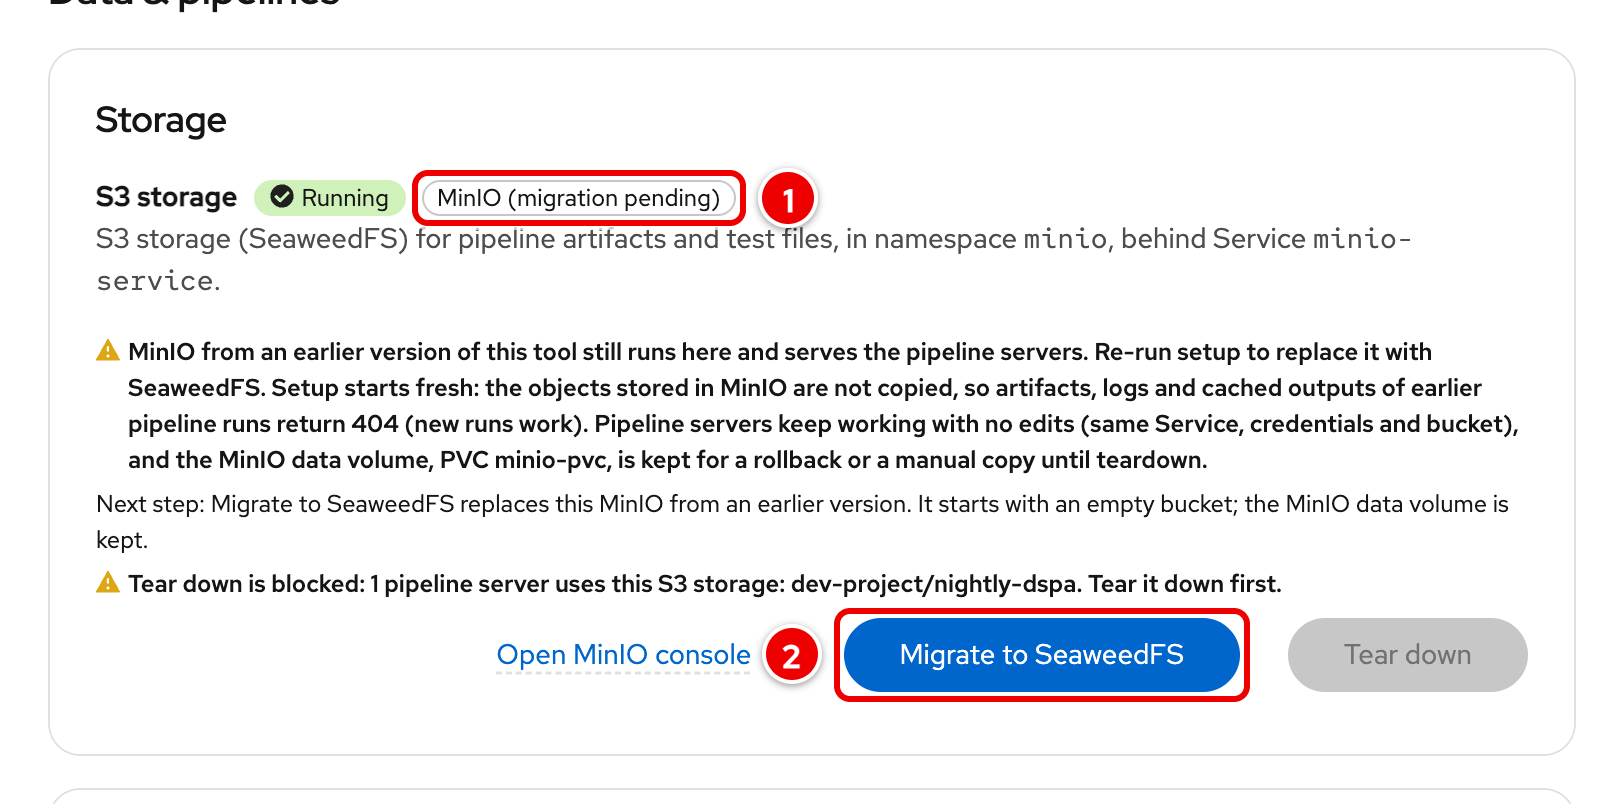 Data & pipelines
Storage
S3 storage Running MinIO (migration pending) 1
S3 storage (SeaweedFS) for pipeline artifacts and test files, in namespace minio, behind Service minio-
service.
MinIO from an earlier version of this tool still runs here and serves the pipeline servers. Re-run setup to replace it with
SeaweedFS. Setup starts fresh: the objects stored in MinIO are not copied, so artifacts, logs and cached outputs of earlier
pipeline runs return 404 (new runs work). Pipeline servers keep working with no edits (same Service, credentials and bucket),
and the MinIO data volume, PVC minio-pvc, is kept for a rollback or a manual copy until teardown.
Next step: Migrate to SeaweedFS replaces this MinIO from an earlier version. It starts with an empty bucket; the MinIO data volume is
kept.
Tear down is blocked: 1 pipeline server uses this S3 storage: dev-project/nightly-dspa. Tear it down first.
Open MinIO console 2 Migrate to SeaweedFS Tear down